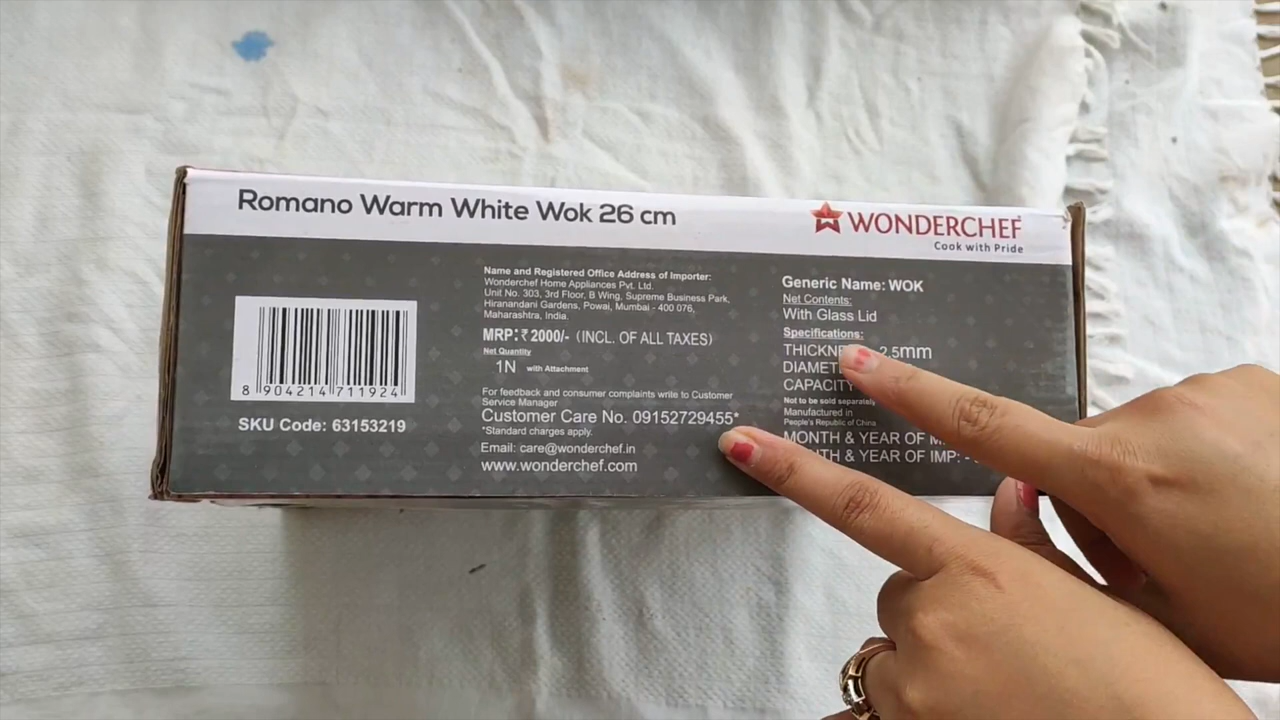 Romano Warm White Wok 26 cm
WONDERCHEF
Cook with Pride
8 904214 711924
SKU Code: 63153219
Name and Registered Office Address of Importer:
Wonderchef Home Appliances Pvt. Ltd.
Unit No. 303, 3rd Floor, B Wing, Supreme Business Park,
Hiranandani Gardens, Powai, Mumbai - 400 076,
Maharashtra, India.
MRP: ₹ 2000/- (INCL. OF ALL TAXES)
Net Quantity
1N with Attachment
For feedback and consumer complaints write to Customer
Service Manager
Customer Care No. 09152729455*
*Standard charges apply.
Email: care@wonderchef.in
www.wonderchef.com
Generic Name: WOK
Net Contents:
With Glass Lid
Specifications:
2.5mm
CAPACITY
Not to be sold separately
Manufactured in
People's Republic of China
MONTH & YEAR OF
& YEAR OF IMP: -